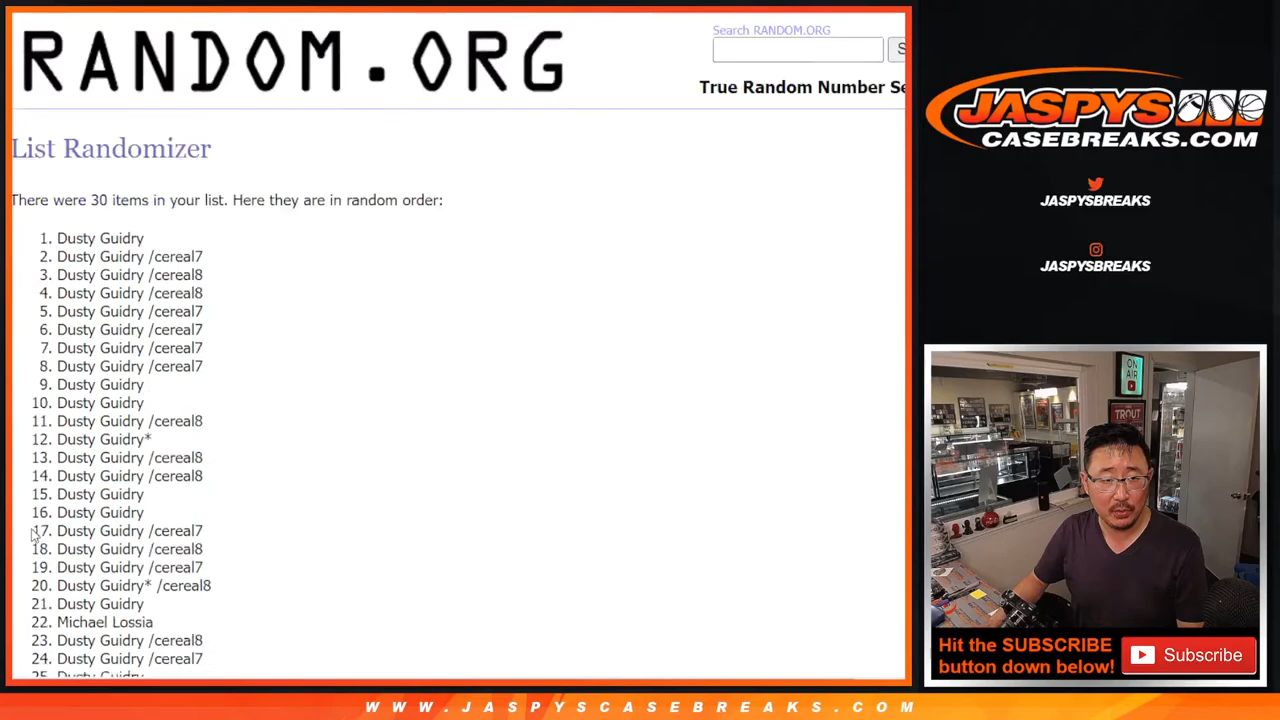 RANDOM.ORG
Search RANDOM.ORG
S
True Random Number Se
List Randomizer
There were 30 items in your list. Here they are in random order:
1. Dusty Guidry
2. Dusty Guidry /cereal7
3. Dusty Guidry /cereal8
4. Dusty Guidry /cereal8
5. Dusty Guidry /cereal7
6. Dusty Guidry /cereal7
7. Dusty Guidry /cereal7
8. Dusty Guidry /cereal7
9. Dusty Guidry
10. Dusty Guidry
11. Dusty Guidry /cereal8
12. Dusty Guidry*
13. Dusty Guidry /cereal8
14. Dusty Guidry /cereal8
15. Dusty Guidry
16. Dusty Guidry
17. Dusty Guidry /cereal7
18. Dusty Guidry /cereal8
19. Dusty Guidry /cereal7
20. Dusty Guidry* /cereal8
21. Dusty Guidry
22. Michael Lossia
23. Dusty Guidry /cereal8
24. Dusty Guidry /cereal7
25. Dusty Guidry
JASPYS
CASEBREAKS.COM
JASPYSBREAKS
JASPYSBREAKS
ON
AIR
TROUT
Hit the SUBSCRIBE
button down below!
Subscribe
WWW.JASPYSCASEBREAKS.COM